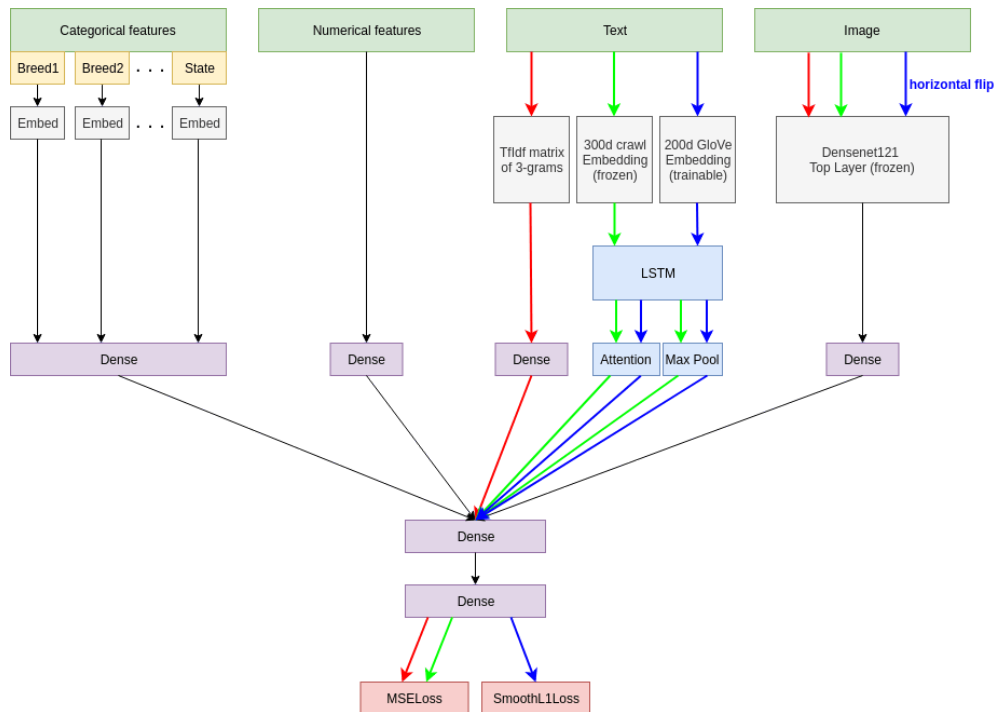 Categorical features
Numerical features
Text
Image
Breed1
Breed2
. . .
State
horizontal flip
Embed
Embed
. . .
Embed
TfIdf matrix
of 3-grams
300d crawl
Embedding
(frozen)
200d GloVe
Embedding
(trainable)
Densenet121
Top Layer (frozen)
LSTM
Dense
Dense
Dense
Attention
Max Pool
Dense
Dense
Dense
MSELoss
SmoothL1Loss